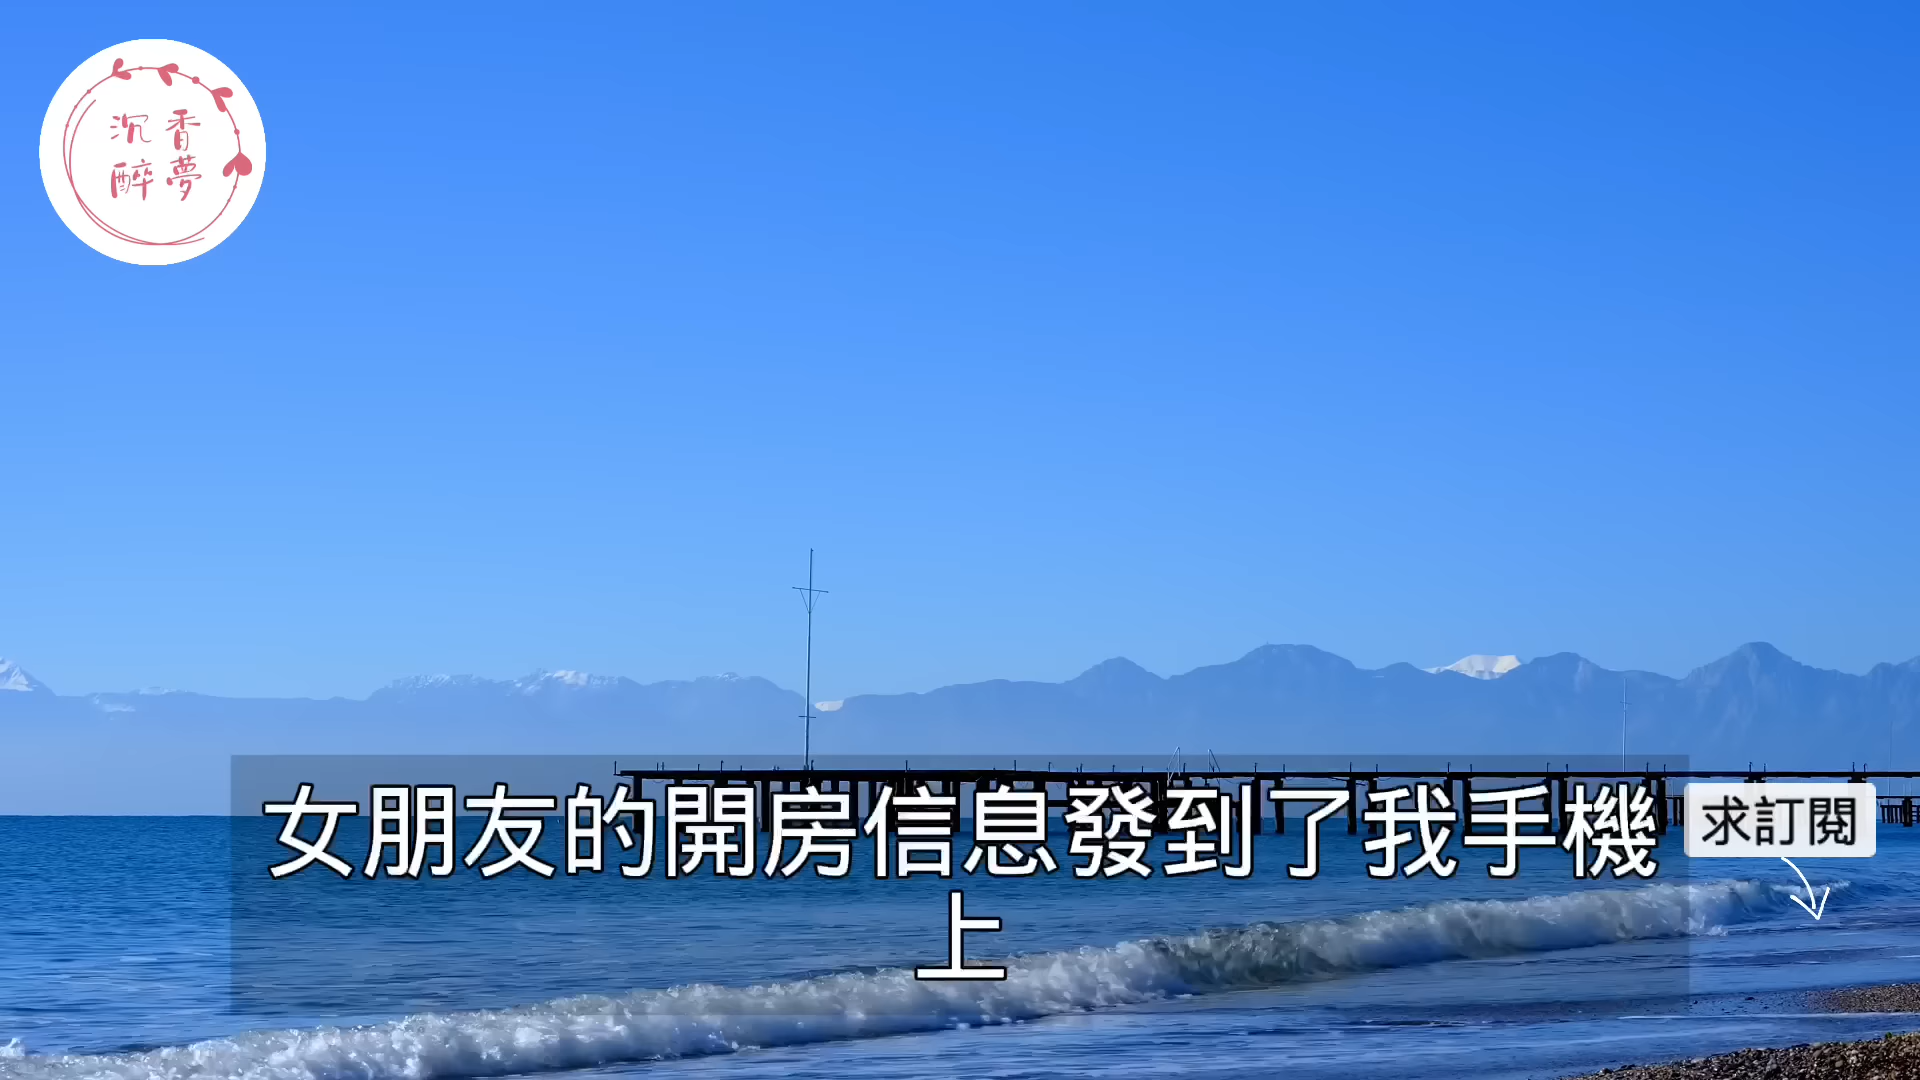 沉香
醉夢
女朋友的開房信息發到了我手機
上
求訂閱